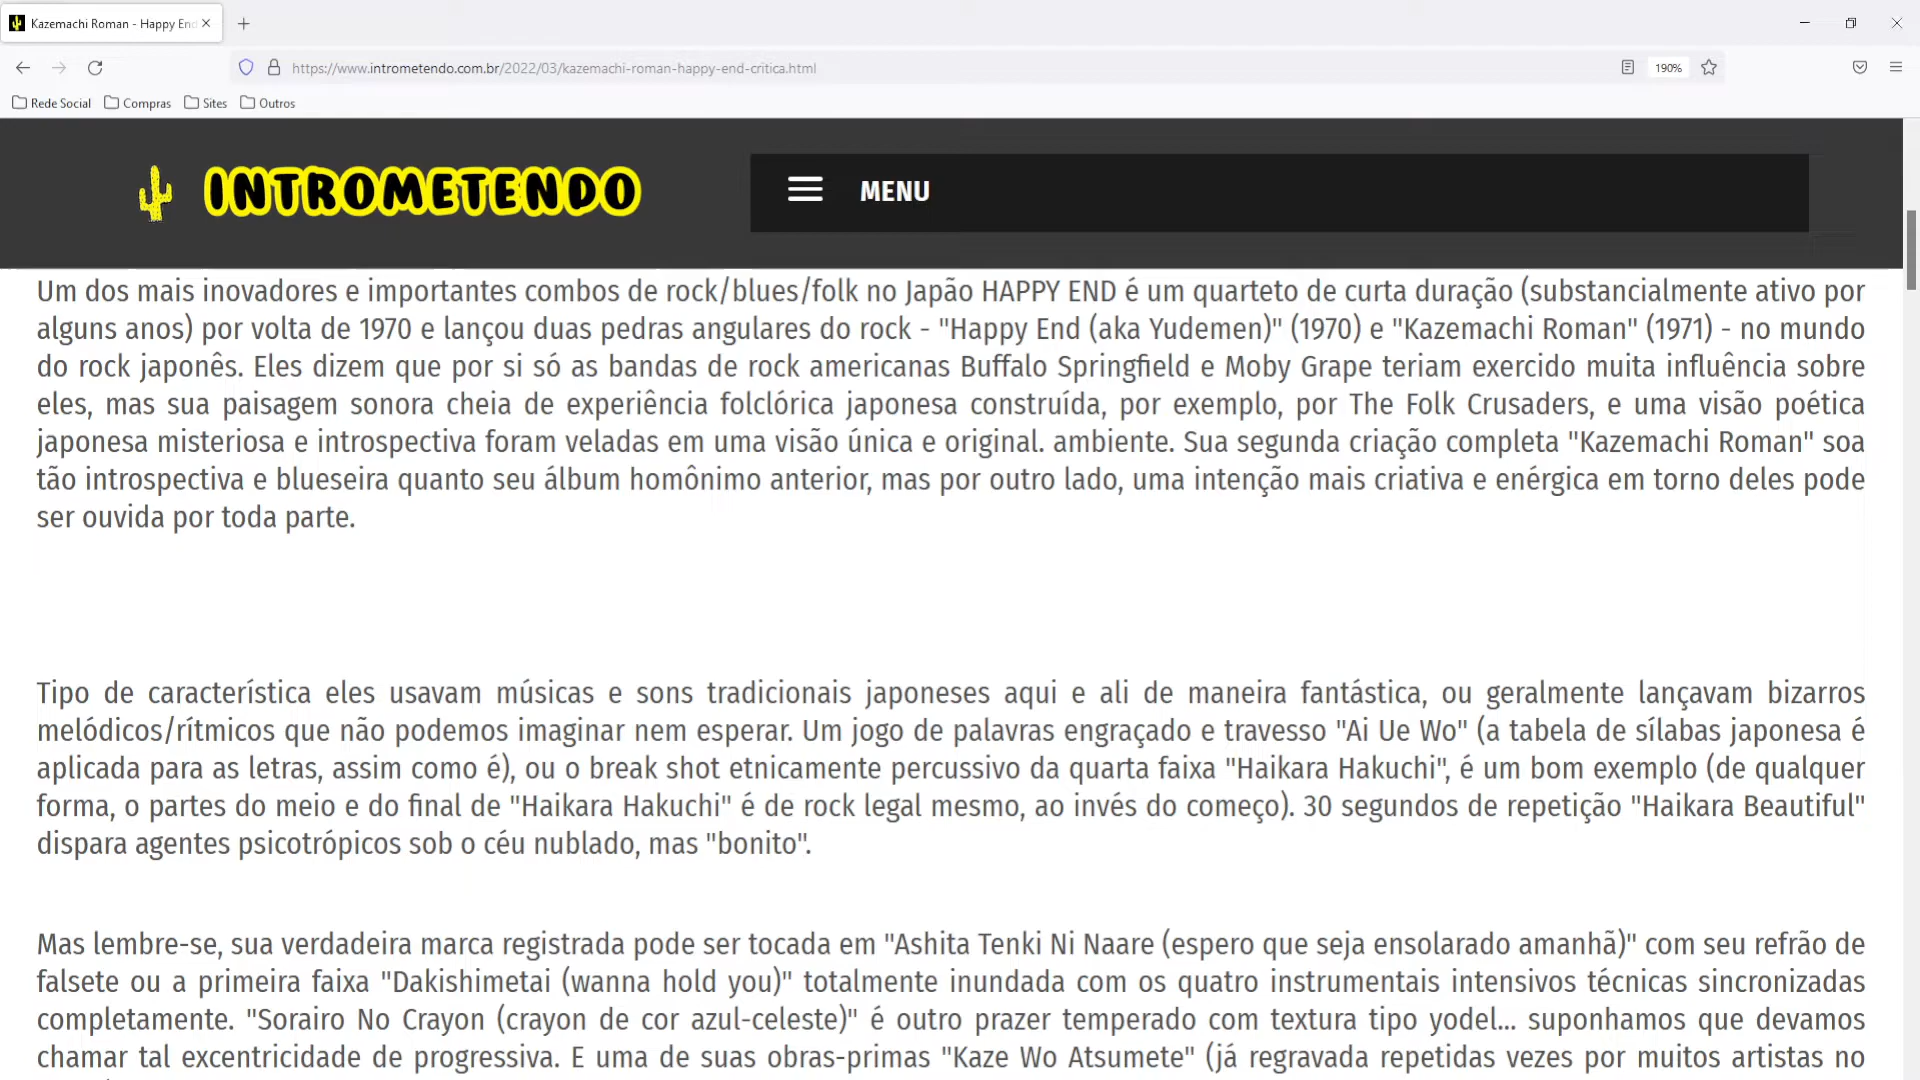 Kazemachi Roman - Happy En
https://www.intrometendo.com.br/2022/03/kazemachi-roman-happy-end-critica.html
190%
Rede Social Compras Sites Outros
INTROMETENDO
MENU
Um dos mais inovadores e importantes combos de rock/blues/folk no Japão HAPPY END é um quarteto de curta duração (substancialmente ativo por
alguns anos) por volta de 1970 e lançou duas pedras angulares do rock - "Happy End (aka Yudemen)" (1970) e "Kazemachi Roman" (1971) - no mundo
do rock japonês. Eles dizem que por si só as bandas de rock americanas Buffalo Springfield e Moby Grape teriam exercido muita influência sobre
eles, mas sua paisagem sonora cheia de experiência folclórica japonesa construída, por exemplo, por The Folk Crusaders, e uma visão poética
japonesa misteriosa e introspectiva foram veladas em uma visão única e original. ambiente. Sua segunda criação completa "Kazemachi Roman" soa
tão introspectiva e blueseira quanto seu álbum homônimo anterior, mas por outro lado, uma intenção mais criativa e enérgica em torno deles pode
ser ouvida por toda parte.
Tipo de característica eles usavam músicas e sons tradicionais japoneses aqui e ali de maneira fantástica, ou geralmente lançavam bizarros
melódicos/rítmicos que não podemos imaginar nem esperar. Um jogo de palavras engraçado e travesso "Ai Ue Wo" (a tabela de sílabas japonesa é
aplicada para as letras, assim como é), ou o break shot etnicamente percussivo da quarta faixa "Haikara Hakuchi", é um bom exemplo (de qualquer
forma, o partes do meio e do final de "Haikara Hakuchi" é de rock legal mesmo, ao invés do começo). 30 segundos de repetição "Haikara Beautiful"
dispara agentes psicotrópicos sob o céu nublado, mas "bonito".
Mas lembre-se, sua verdadeira marca registrada pode ser tocada em "Ashita Tenki Ni Naare (espero que seja ensolarado amanhã)" com seu refrão de
falsete ou a primeira faixa "Dakishimetai (wanna hold you)" totalmente inundada com os quatro instrumentais intensivos técnicas sincronizadas
completamente. "Sorairo No Crayon (crayon de cor azul-celeste)" é outro prazer temperado com textura tipo yodel... suponhamos que devamos
chamar tal excentricidade de progressiva. E uma de suas obras-primas "Kaze Wo Atsumete" (já regravada repetidas vezes por muitos artistas no